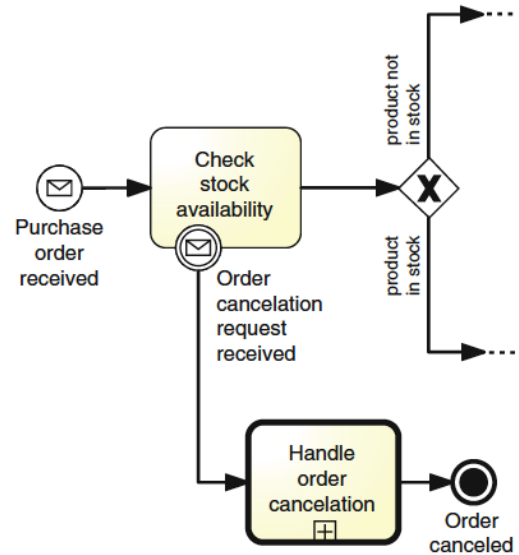 product not
in stock
Check
stock
availability
Purchase
order
received
product
in stock
Order
cancelation
request
received
Handle
order
cancelation
Order
canceled